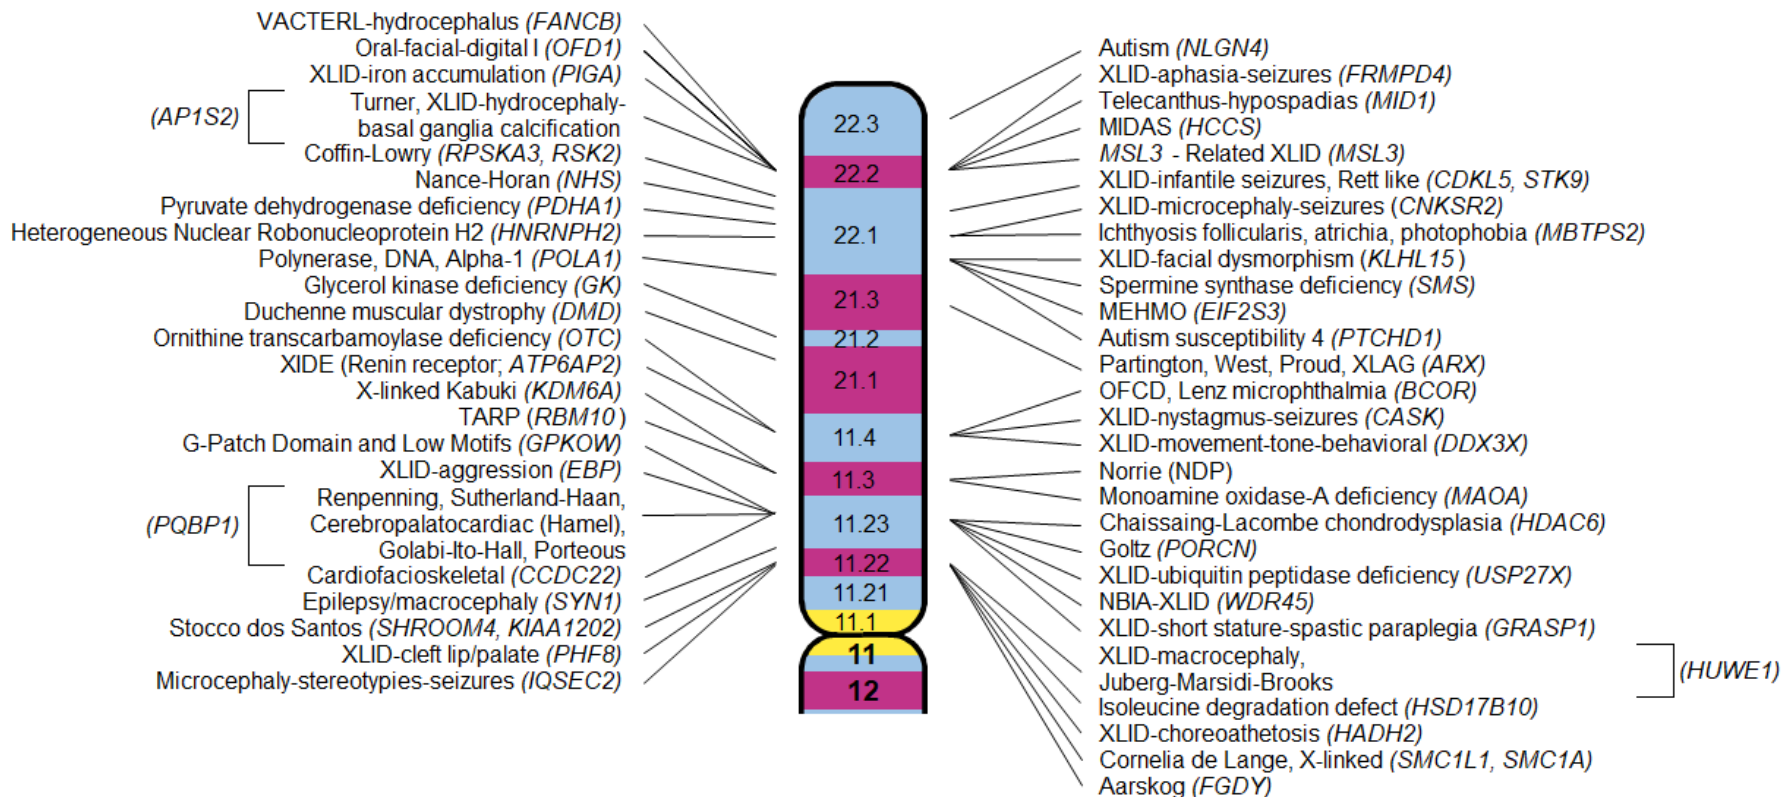 VACTERL-hydrocephalus (FANCB)
Oral-facial-digital I (OFD1)
XLID-iron accumulation (PIGA)
(AP1S2)
Turner, XLID-hydrocephaly-
basal ganglia calcification
Coffin-Lowry (RPSKA3, RSK2)
Nance-Horan (NHS)
Pyruvate dehydrogenase deficiency (PDHA1)
Heterogeneous Nuclear Robonucleoprotein H2 (HNRNPH2)
Polynerase, DNA, Alpha-1 (POLA1)
Glycerol kinase deficiency (GK)
Duchenne muscular dystrophy (DMD)
Ornithine transcarbamoylase deficiency (OTC)
XIDE (Renin receptor; ATP6AP2)
X-linked Kabuki (KDM6A)
TARP (RBM10 )
G-Patch Domain and Low Motifs (GPKOW)
XLID-aggression (EBP)
(PQBP1)
Renpenning, Sutherland-Haan,
Cerebropalatocardiac (Hamel),
Golabi-Ito-Hall, Porteous
Cardiofacioskeletal (CCDC22)
Epilepsy/macrocephaly (SYN1)
Stocco dos Santos (SHROOM4, KIAA1202)
XLID-cleft lip/palate (PHF8)
Microcephaly-stereotypies-seizures (IQSEC2)
22.3
22.2
22.1
21.3
21.2
21.1
11.4
11.3
11.23
11.22
11.21
11.1
11
12
Autism (NLGN4)
XLID-aphasia-seizures (FRMPD4)
Telecanthus-hypospadias (MID1)
MIDAS (HCCS)
MSL3 - Related XLID (MSL3)
XLID-infantile seizures, Rett like (CDKL5, STK9)
XLID-microcephaly-seizures (CNKSR2)
Ichthyosis follicularis, atrichia, photophobia (MBTPS2)
XLID-facial dysmorphism (KLHL15 )
Spermine synthase deficiency (SMS)
MEHMO (EIF2S3)
Autism susceptibility 4 (PTCHD1)
Partington, West, Proud, XLAG (ARX)
OFCD, Lenz microphthalmia (BCOR)
XLID-nystagmus-seizures (CASK)
XLID-movement-tone-behavioral (DDX3X)
Norrie (NDP)
Monoamine oxidase-A deficiency (MAOA)
Chaissaing-Lacombe chondrodysplasia (HDAC6)
Goltz (PORCN)
XLID-ubiquitin peptidase deficiency (USP27X)
NBIA-XLID (WDR45)
XLID-short stature-spastic paraplegia (GRASP1)
XLID-macrocephaly,
Juberg-Marsidi-Brooks
(HUWE1)
Isoleucine degradation defect (HSD17B10)
XLID-choreoathetosis (HADH2)
Cornelia de Lange, X-linked (SMC1L1, SMC1A)
Aarskog (FGDY)